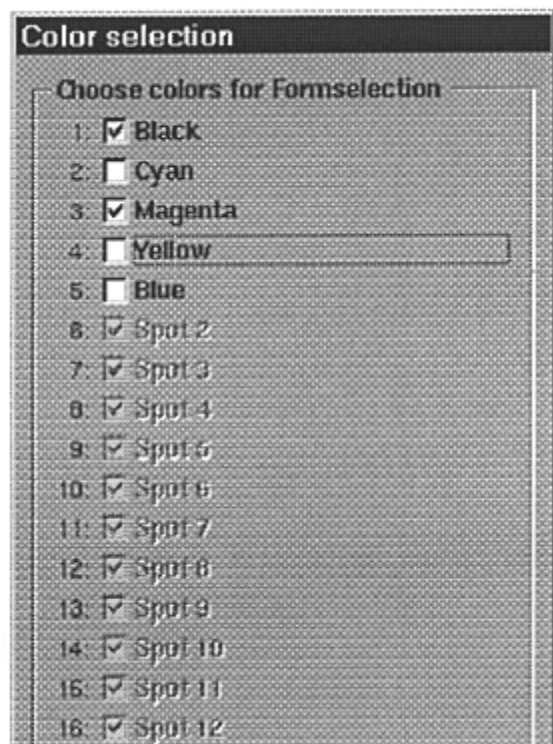 Color selection
Choose colors for Formselection
1: Black
2: Cyan
3: Magenta
4: Yellow
5: Blue
6: Spot 2
7: Spot 3
8: Spot 4
9: Spot 5
10: Spot 6
11: Spot 7
12: Spot 8
13: Spot 9
14: Spot 10
15: Spot 11
16: Spot 12